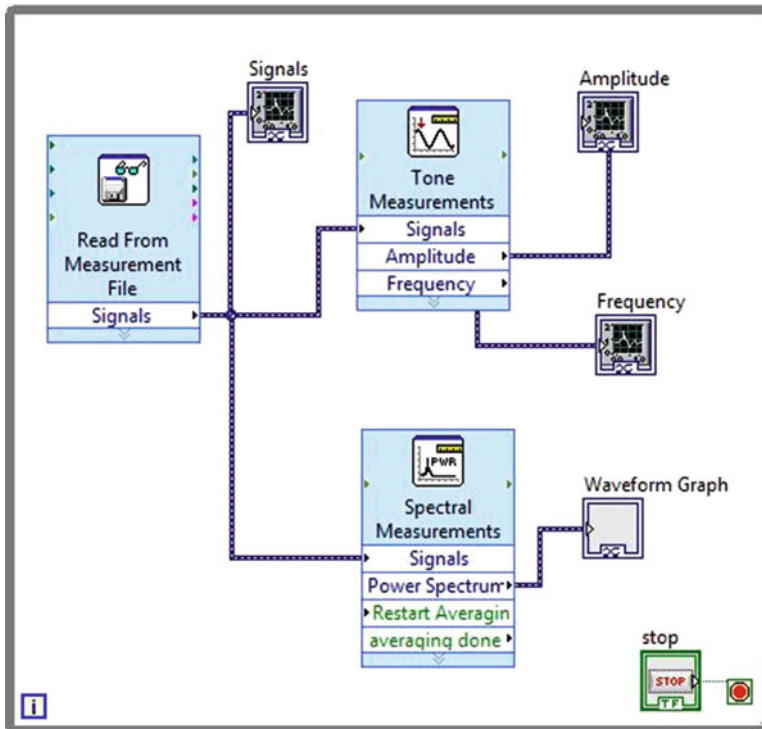 Signals
Amplitude
Read From
Measurement
File
Signals
Tone
Measurements
Signals
Amplitude
Frequency
Frequency
PWR
Spectral
Measurements
Signals
Power Spectrum
Restart Averagin
averaging done
Waveform Graph
stop
STOP
TF
i